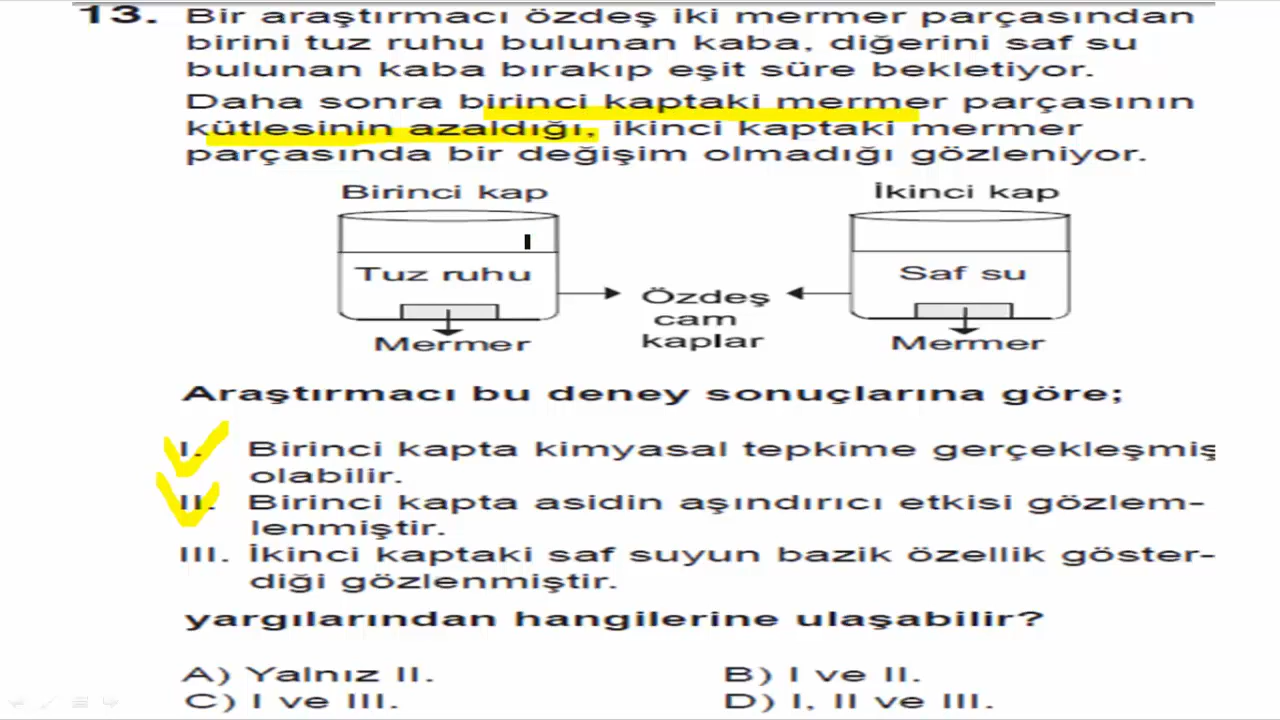 13. Bir araştırmacı özdeş iki mermer parçasından
birini tuz ruhu bulunan kaba, diğerini saf su
bulunan kaba bırakıp eşit süre bekletiyor.
Daha sonra birinci kaptaki mermer parçasının
kütlesinin azaldığı, ikinci kaptaki mermer
parçasında bir değişim olmadığı gözleniyor.
Birinci kap
İkinci kap
Tuz ruhu
Saf su
Özdeş
cam
kaplar
Mermer
Mermer
Araştırmacı bu deney sonuçlarına göre;
I. Birinci kapta kimyasal tepkime gerçekleşmiş
olabilir.
II. Birinci kapta asidin aşındırıcı etkisi gözlem-
lenmiştir.
III. İkinci kaptaki saf suyun bazik özellik göster-
diği gözlenmiştir.
yargılarından hangilerine ulaşabilir?
A) Yalnız II. B) I ve II.
C) I ve III. D) I, II ve III.